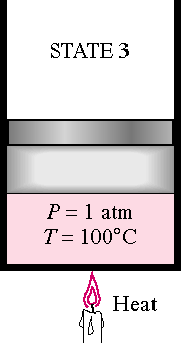 STATE 3
P = 1 atm
T = 100°C
Heat